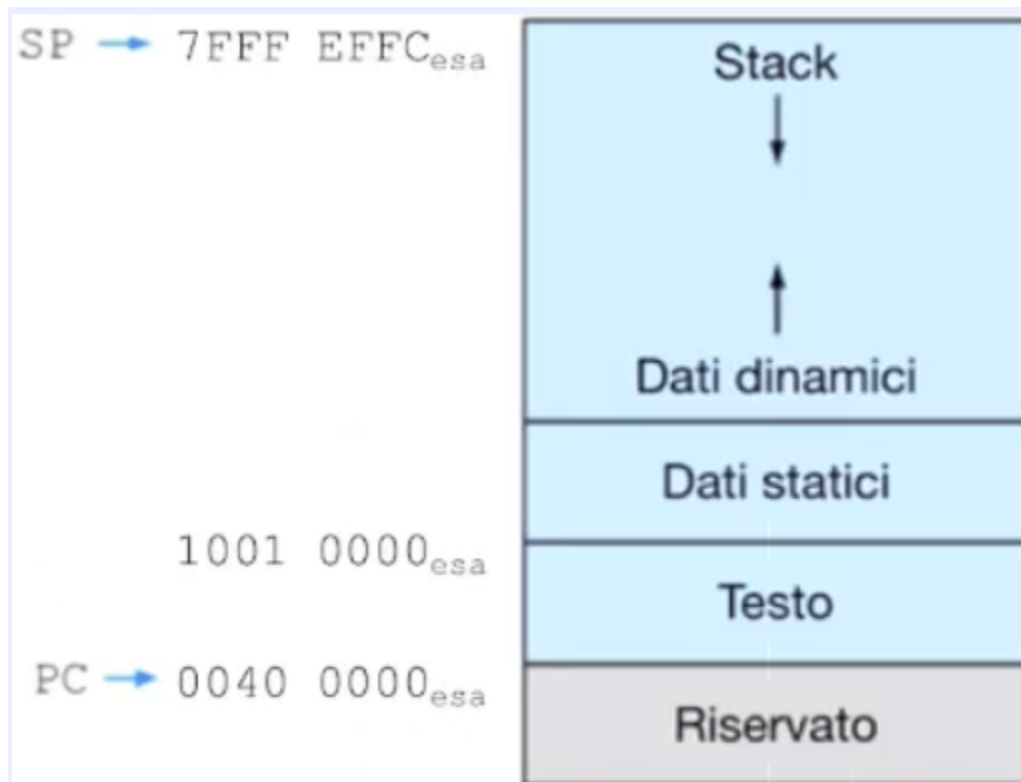 SP → 7FFF EFFCesa
Stack
Dati dinamici
Dati statici
1001 0000esa
Testo
PC → 0040 0000esa
Riservato